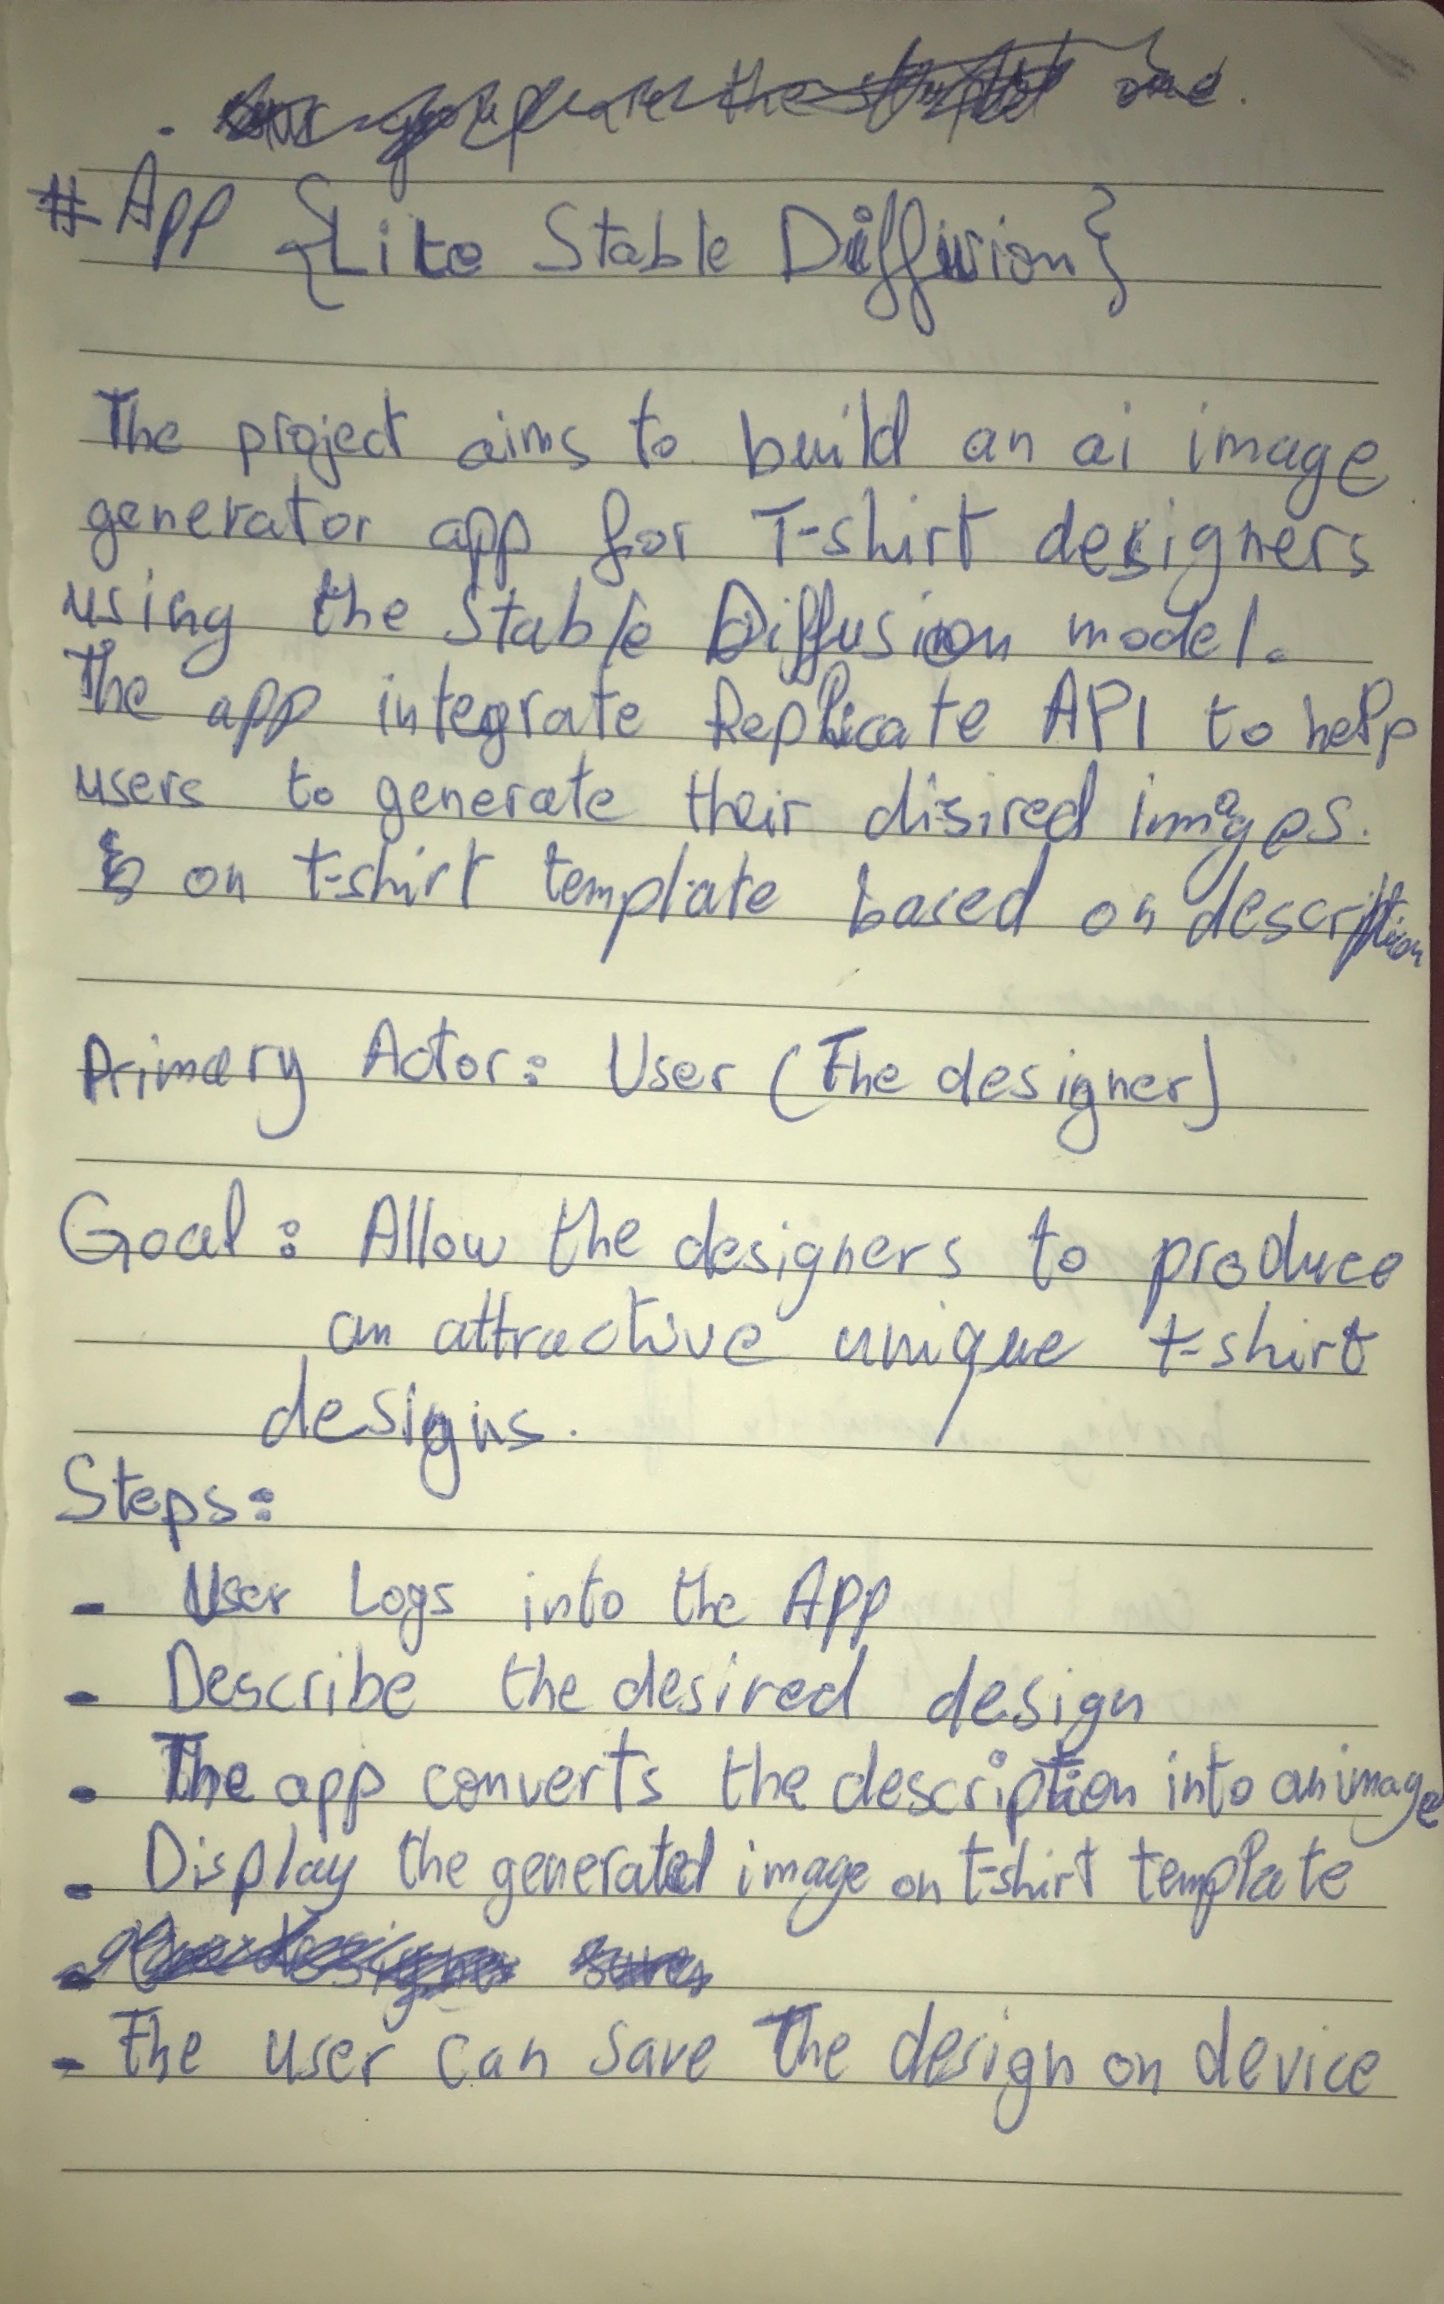 # App {Like Stable Diffusion}
The project aims to build an ai image
generator app for T-shirt designers
using the Stable Diffusion model.
The app integrate Replicate API to help
users to generate their disired images.
on t-shirt template based on description
Primary Actor: User (The designer)
Goal: Allow the designers to produce
an attractive unique t-shirt
designs.
Steps:
- User Logs into the App
- Describe the desired design
- The app converts the description into an image
- Display the generated image on t-shirt template
- The user can save The design on device